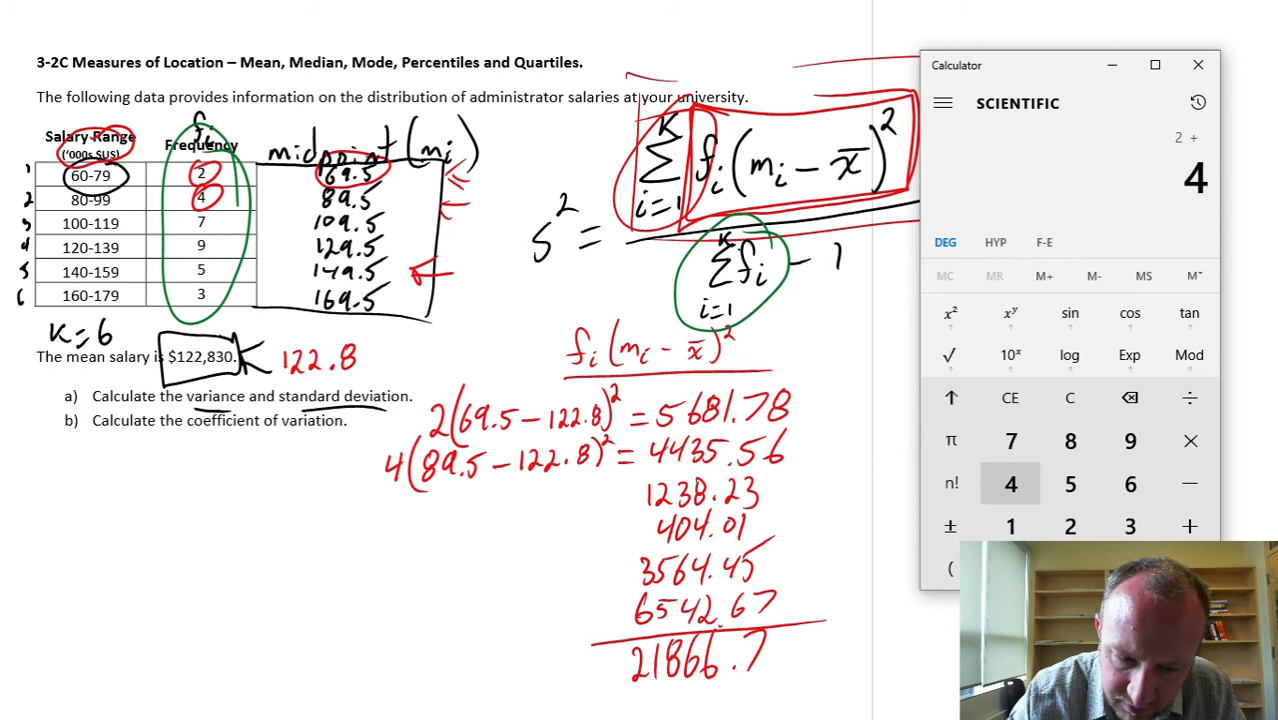 3-2C Measures of Location – Mean, Median, Mode, Percentiles and Quartiles.
The following data provides information on the distribution of administrator salaries at your university.
Salary Range
('000s $US)
fi
Frequency
midpoint (mi)
1 60-79 2 69.5
2 80-99 4 89.5
3 100-119 7 109.5
4 120-139 9 129.5
5 140-159 5 149.5
6 160-179 3 169.5
K=6
The mean salary is $122,830. 122.8
a) Calculate the variance and standard deviation.
b) Calculate the coefficient of variation.
K
Σ fi (mi − x̄)²
i=1
s² =
K
Σ fi − 1
i=1
fi (mi − x̄)²
2(69.5 − 122.8)² = 5681.78
4(89.5 − 122.8)² = 4435.56
1238.23
404.01
3564.45
6542.67
21866.7
Calculator
SCIENTIFIC
2 +
4
DEG HYP F-E
MC MR M+ M- MS M˅
x² xʸ sin cos tan
√ 10ˣ log Exp Mod
↑ CE C ÷
π 7 8 9 ×
n! 4 5 6 −
± 1 2 3 +
(